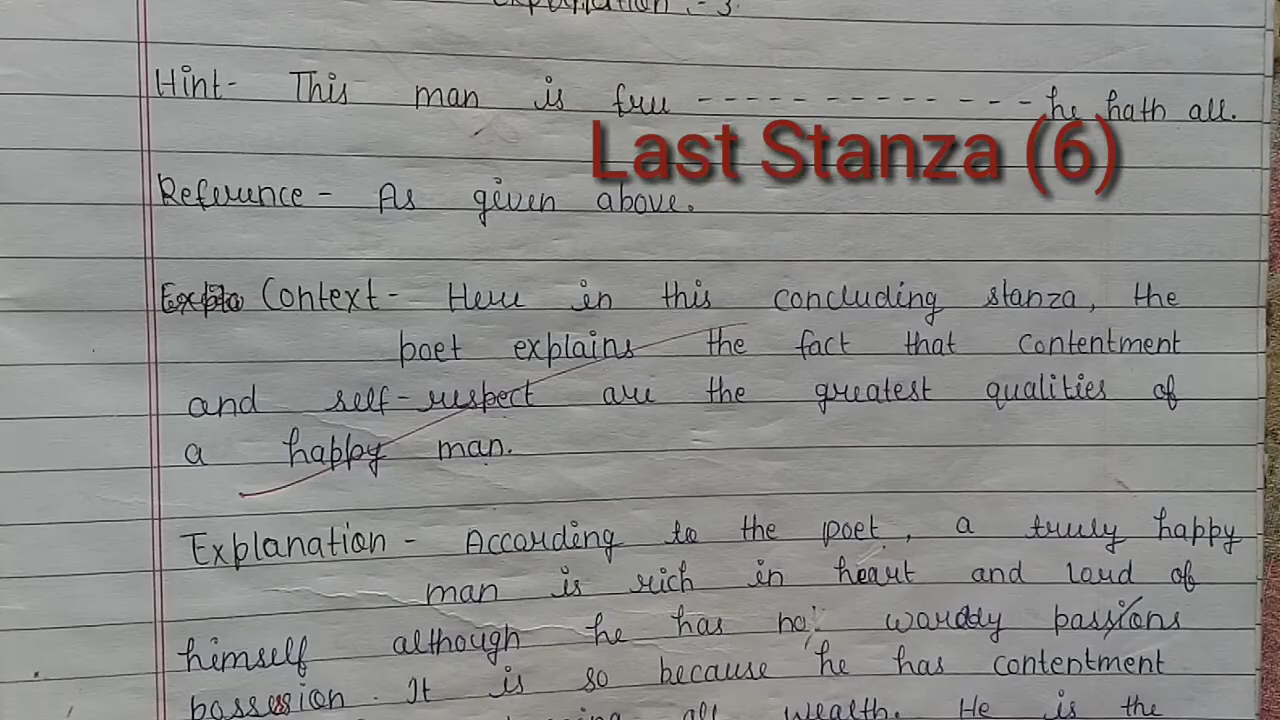 Explanation :- 3
Hint- This man is free -------------- he hath all.
Last Stanza (6)
Reference - As given above.
Context- Here in this concluding stanza, the
poet explains the fact that contentment
and self-respect are the greatest qualities of
a happy man.
Explanation - According to the poet, a truly happy
man is rich in heart and lord of
himself although he has no passions
possession. It is so because he has contentment
all wealth. He is the